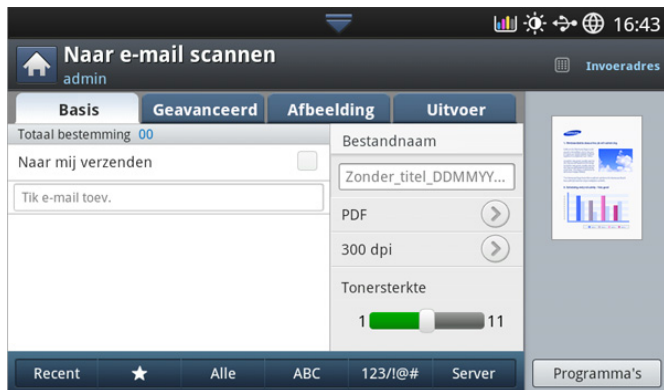 16:43
Naar e-mail scannen
admin
Invoeradres
Basis Geavanceerd Afbeelding Uitvoer
Totaal bestemming 00
Bestandnaam
Naar mij verzenden
Zonder_titel_DDMMYY...
Tik e-mail toev.
PDF
300 dpi
Tonersterkte
1 11
Recent Alle ABC 123/!@# Server Programma's